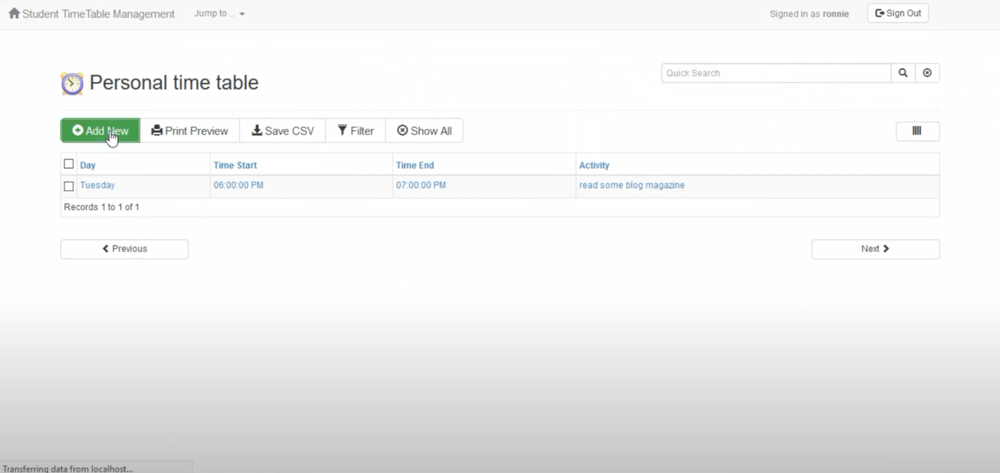 Student TimeTable Management Jump to ... Signed in as ronnie Sign Out
Personal time table
Quick Search
Add New Print Preview Save CSV Filter Show All
Day Time Start Time End Activity
Tuesday 06:00:00 PM 07:00:00 PM read some blog magazine
Records 1 to 1 of 1
Previous Next
Transferring data from localhost...